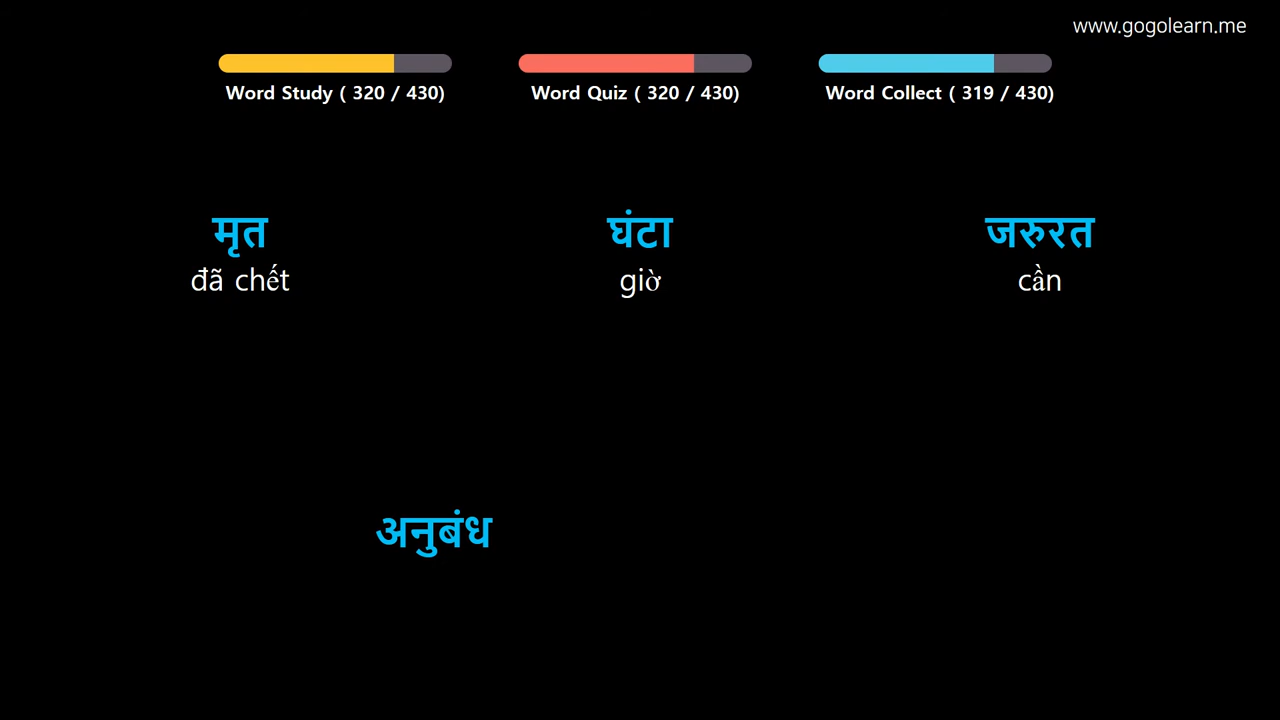 www.gogolearn.me
Word Study ( 320 / 430)
Word Quiz ( 320 / 430)
Word Collect ( 319 / 430)
मृत
đã chết
घंटा
giờ
जरुरत
cần
अनुबंध